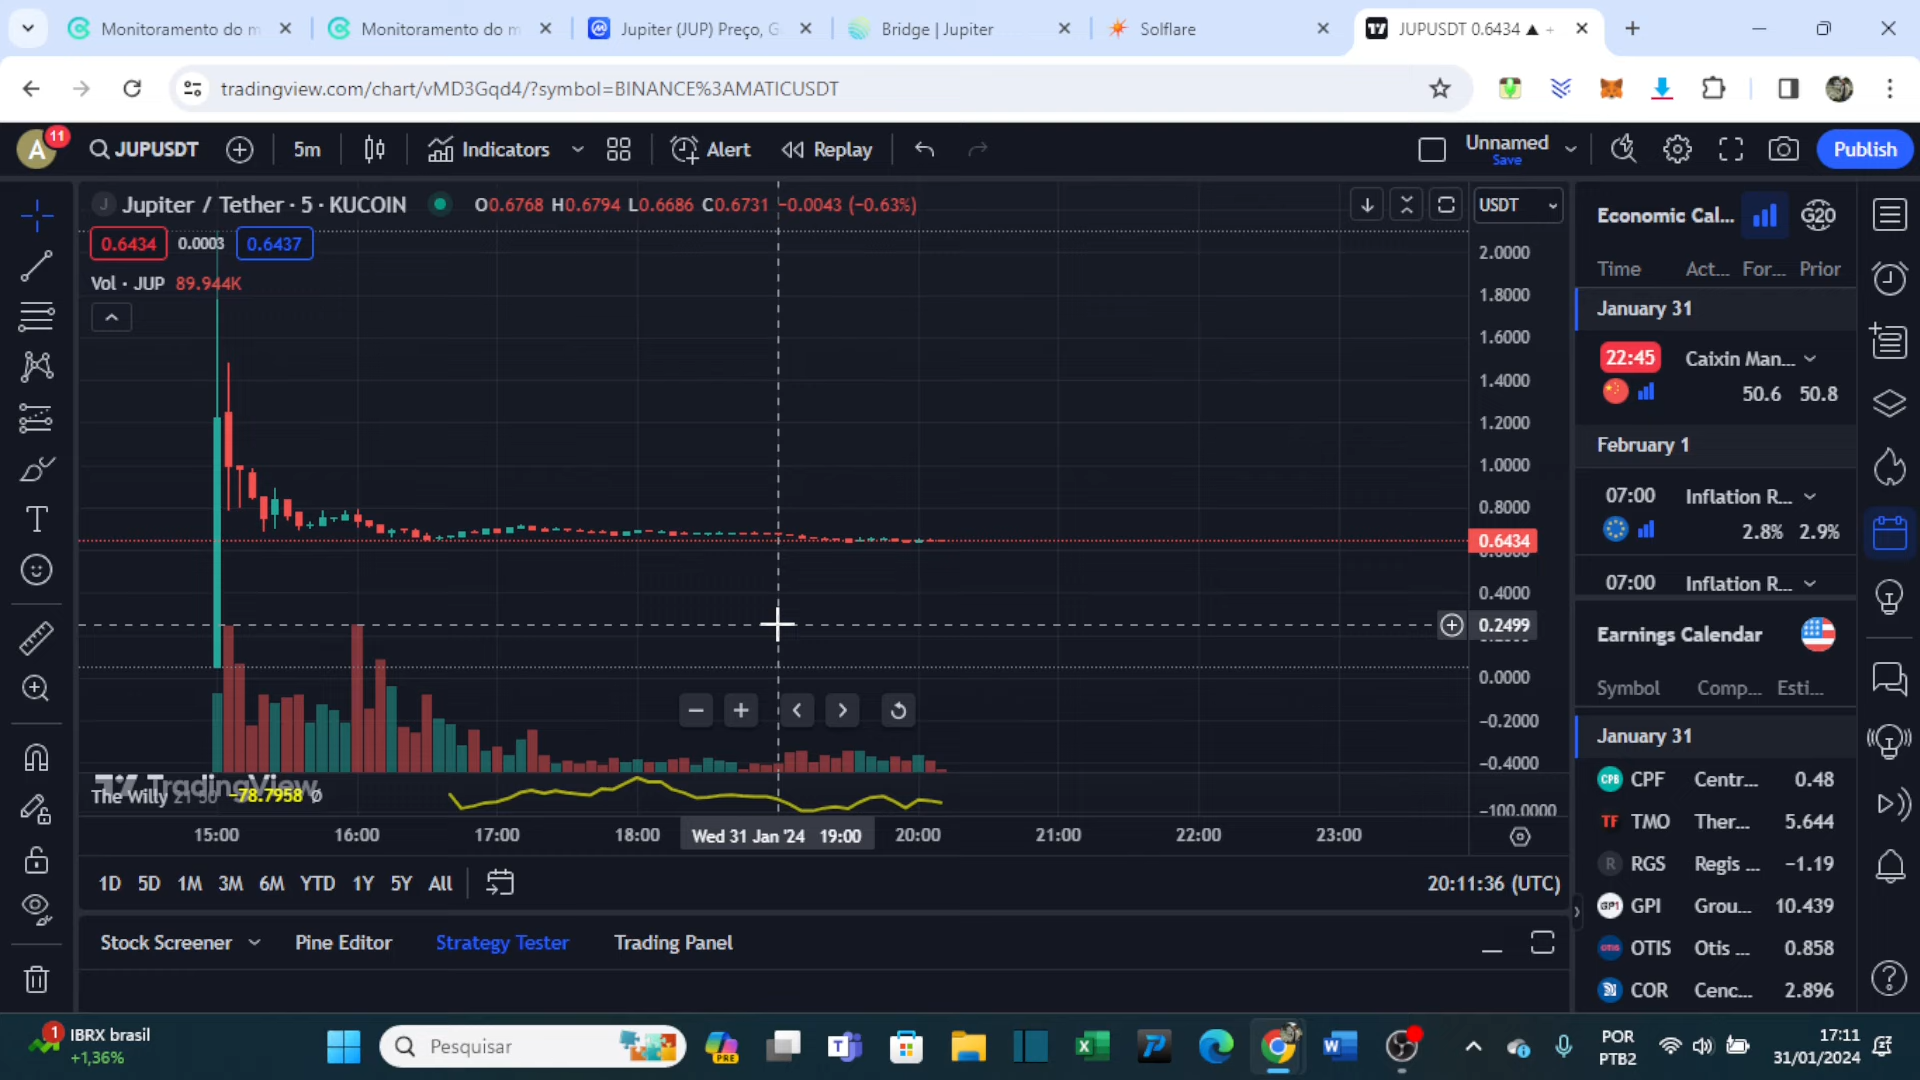 Monitoramento do m
Monitoramento do m
Jupiter (JUP) Preço, G
Bridge | Jupiter
Solflare
JUPUSDT 0.6434 ▲ +
tradingview.com/chart/vMD3Gqd4/?symbol=BINANCE%3AMATICUSDT
A
11
JUPUSDT
5m
Indicators
Alert
Replay
Unnamed
Save
Publish
J
Jupiter / Tether · 5 · KUCOIN
O0.6768 H0.6794 L0.6686 C0.6731 −0.0043 (−0.63%)
USDT
0.6434
0.0003
0.6437
Vol · JUP 89.944K
2.0000
1.8000
1.6000
1.4000
1.2000
1.0000
0.8000
0.6434
0.4000
0.2499
0.0000
−0.2000
−0.4000
−100.0000
TradingView
The Willy 21 50 −78.7958 Ø
15:00
16:00
17:00
18:00
Wed 31 Jan '24 19:00
20:00
21:00
22:00
23:00
1D 5D 1M 3M 6M YTD 1Y 5Y All
20:11:36 (UTC)
Stock Screener
Pine Editor
Strategy Tester
Trading Panel
Economic Cal...
G20
Time Act... For... Prior
January 31
22:45 Caixin Man...
50.6 50.8
February 1
07:00 Inflation R...
2.8% 2.9%
07:00 Inflation R...
Earnings Calendar
Symbol Comp... Esti...
January 31
CPF Centr... 0.48
TMO Ther... 5.644
RGS Regis ... −1.19
GPI Grou... 10.439
OTIS Otis ... 0.858
COR Cenc... 2.896
1
IBRX brasil
+1,36%
Pesquisar
PRE
POR
PTB2
17:11
31/01/2024